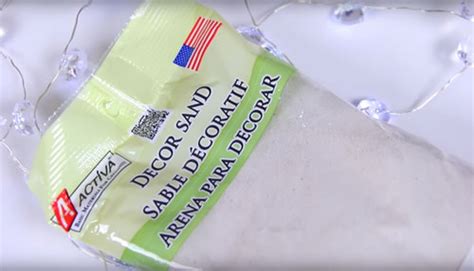 ACTIVA
DECOR SAND
SABLE DÉCORATIF
ARENA PARA DECORAR